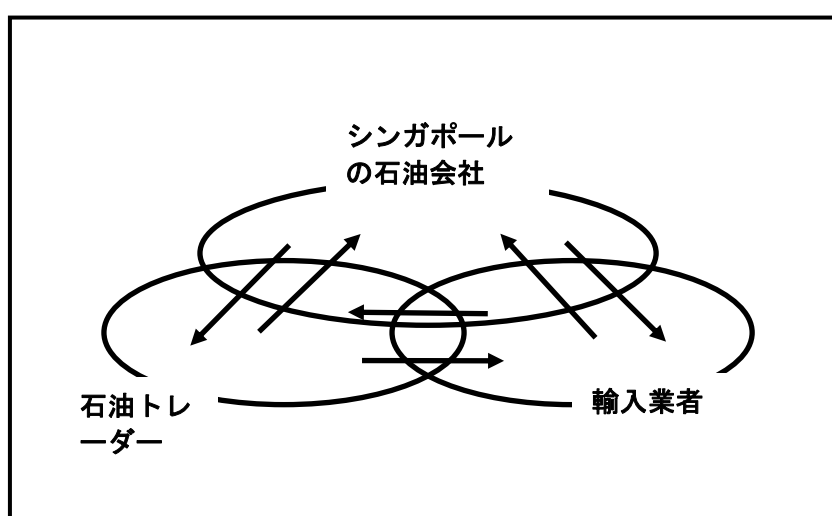 シンガポール
の石油会社
石油トレ
ーダー
輸入業者